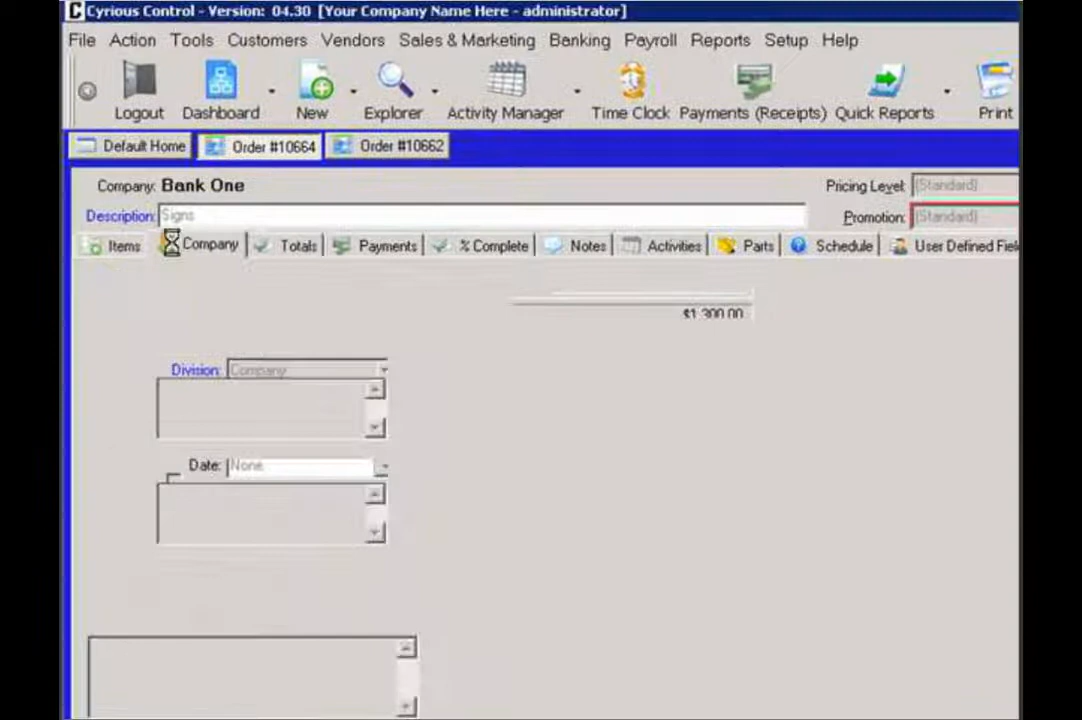 Cyrious Control - Version: 04.30 [Your Company Name Here - administrator]
File Action Tools Customers Vendors Sales & Marketing Banking Payroll Reports Setup Help
Logout Dashboard New Explorer Activity Manager Time Clock Payments (Receipts) Quick Reports Print
Default Home Order #10664 Order #10662
Company: Bank One Pricing Level: (Standard)
Description: Signs Promotion: (Standard)
Items Company Totals Payments % Complete Notes Activities Parts Schedule User Defined Fiel
$1,300.00
Division: Company
Date: None